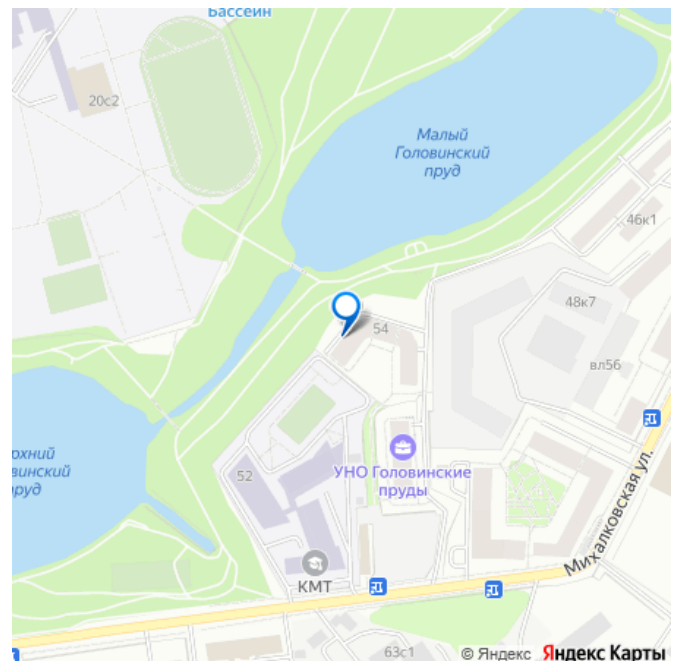 Бассейн
20с2
Малый
Головинский
пруд
46к1
48к7
54
вл56
УНО Головинские
пруды
52
Михалковская ул.
КМТ
63с1
© Яндекс Яндекс Карты